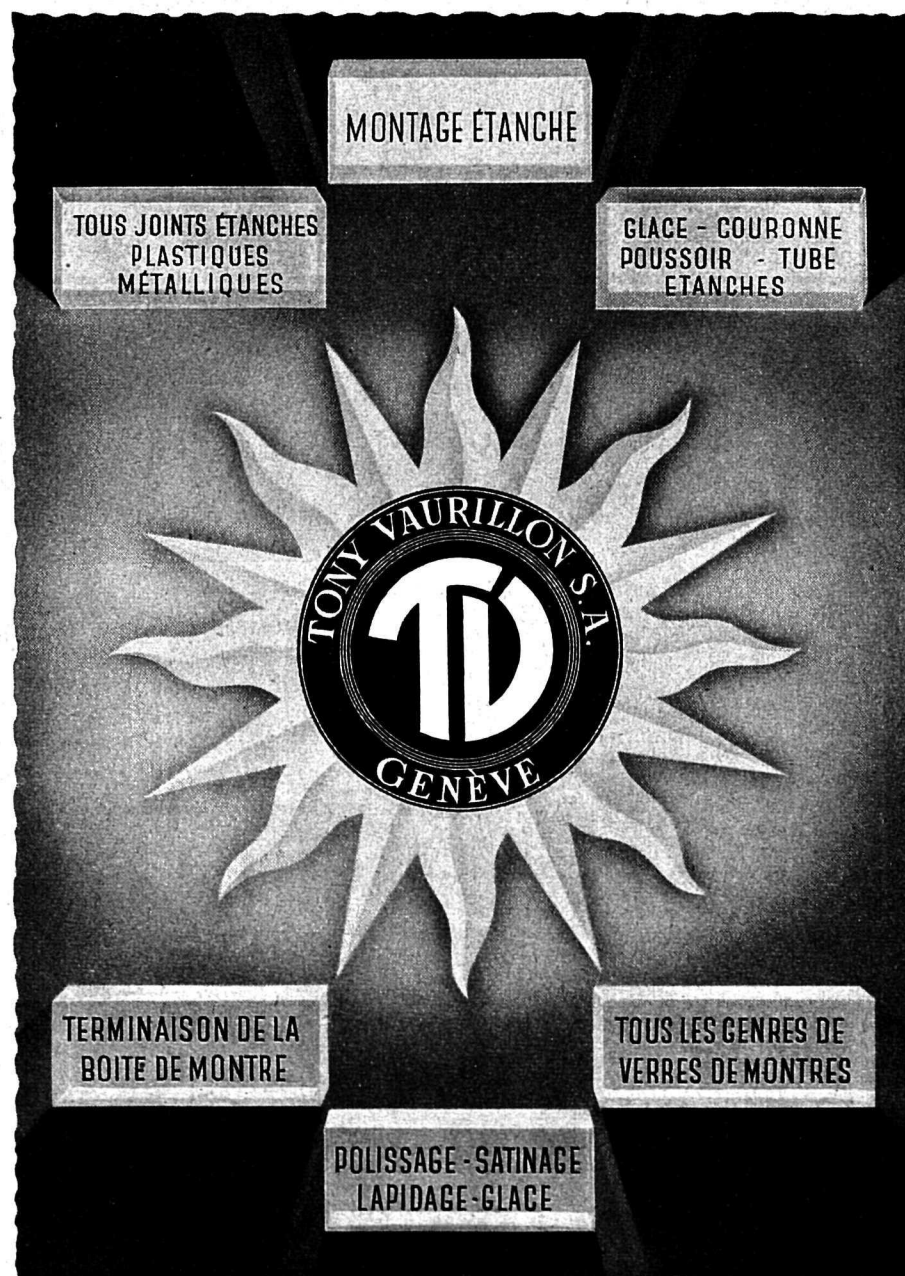 MONTAGE ÉTANCHE
TOUS JOINTS ÉTANCHES
PLASTIQUES
MÉTALLIQUES
GLACE - COURONNE
POUSSOIR - TUBE
ETANCHES
TONY VAURILLON S.A.
TV
GENÈVE
TERMINAISON DE LA
BOITE DE MONTRE
TOUS LES GENRES DE
VERRES DE MONTRES
POLISSAGE - SATINAGE
LAPIDAGE - GLACE